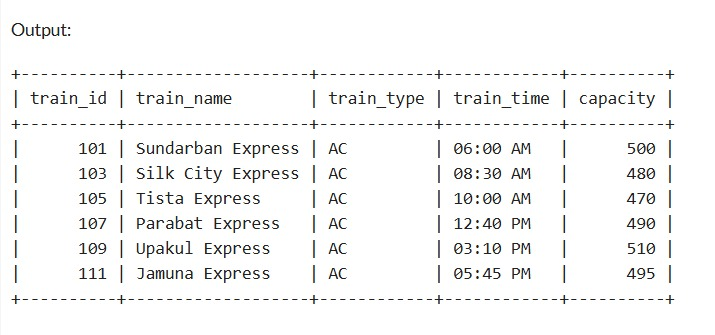 Output:
+----------+-------------------+------------+------------+----------+
| train_id | train_name        | train_type | train_time | capacity |
+----------+-------------------+------------+------------+----------+
|      101 | Sundarban Express | AC         | 06:00 AM   |      500 |
|      103 | Silk City Express | AC         | 08:30 AM   |      480 |
|      105 | Tista Express     | AC         | 10:00 AM   |      470 |
|      107 | Parabat Express   | AC         | 12:40 PM   |      490 |
|      109 | Upakul Express    | AC         | 03:10 PM   |      510 |
|      111 | Jamuna Express    | AC         | 05:45 PM   |      495 |
+----------+-------------------+------------+------------+----------+